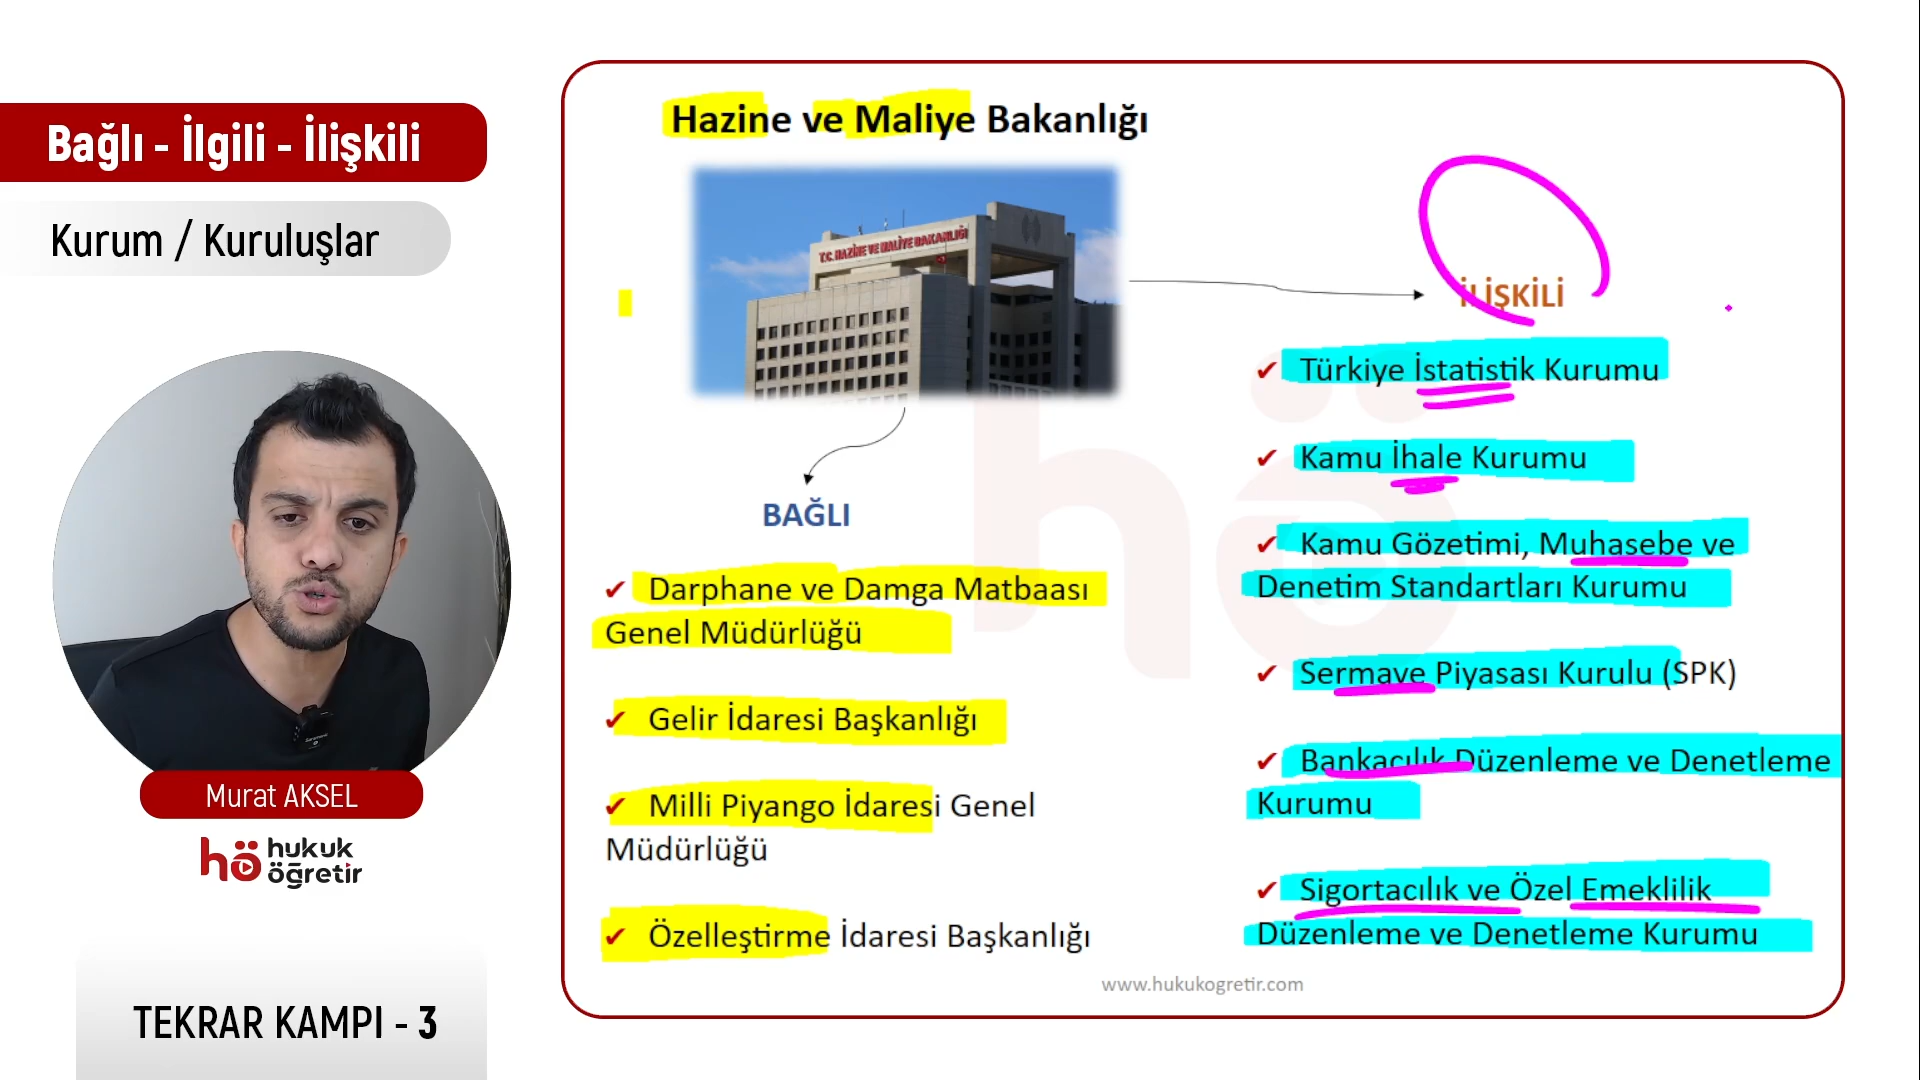 Bağlı - İlgili - İlişkili
Kurum / Kuruluşlar
Murat AKSEL
hö hukuk
öğretir
TEKRAR KAMPI - 3
Hazine ve Maliye Bakanlığı
T.C. HAZİNE VE MALİYE BAKANLIĞI
BAĞLI
✔ Darphane ve Damga Matbaası
Genel Müdürlüğü
✔ Gelir İdaresi Başkanlığı
✔ Milli Piyango İdaresi Genel
Müdürlüğü
✔ Özelleştirme İdaresi Başkanlığı
İLİŞKİLİ
✔ Türkiye İstatistik Kurumu
✔ Kamu İhale Kurumu
✔ Kamu Gözetimi, Muhasebe ve
Denetim Standartları Kurumu
✔ Sermaye Piyasası Kurulu (SPK)
✔ Bankacılık Düzenleme ve Denetleme
Kurumu
✔ Sigortacılık ve Özel Emeklilik
Düzenleme ve Denetleme Kurumu
hö
www.hukukogretir.com